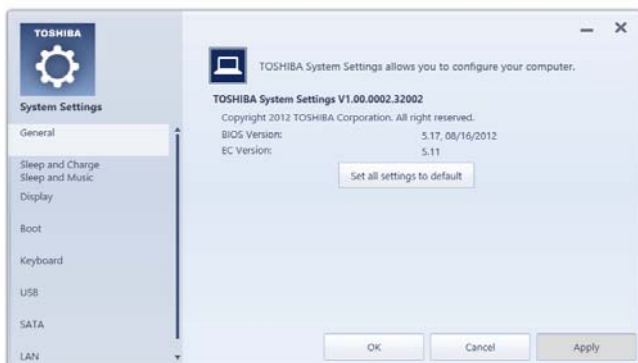 TOSHIBA
System Settings
General
Sleep and Charge
Sleep and Music
Display
Boot
Keyboard
USB
SATA
LAN
TOSHIBA System Settings allows you to configure your computer.
TOSHIBA System Settings V1.00.0002.32002
Copyright 2012 TOSHIBA Corporation. All right reserved.
BIOS Version: 5.17, 08/16/2012
EC Version: 5.11
Set all settings to default
OK Cancel Apply